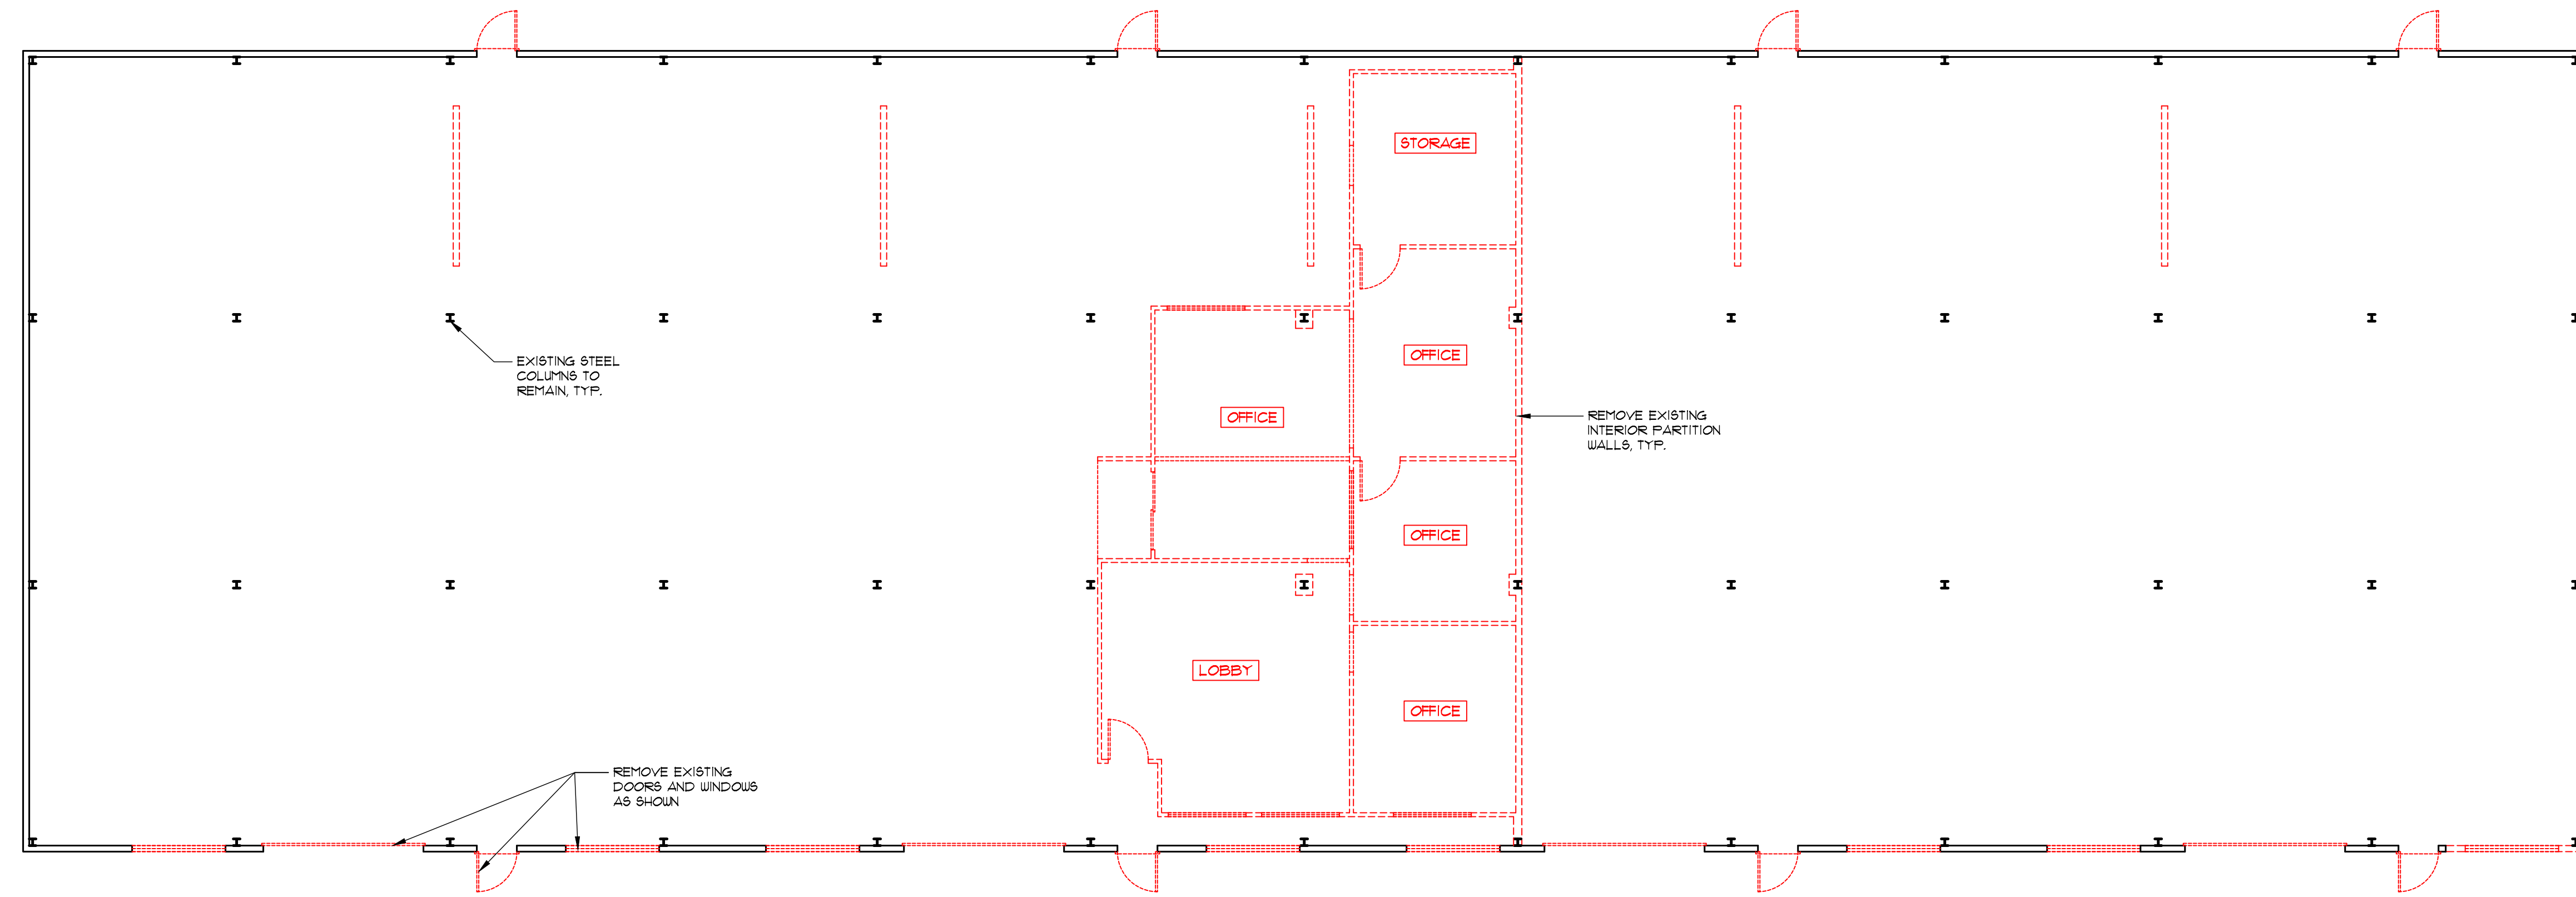 STORAGE
OFFICE
EXISTING STEEL
COLUMNS TO
REMAIN, TYP.
OFFICE
REMOVE EXISTING
INTERIOR PARTITION
WALLS, TYP.
OFFICE
LOBBY
OFFICE
REMOVE EXISTING
DOORS AND WINDOWS
AS SHOWN